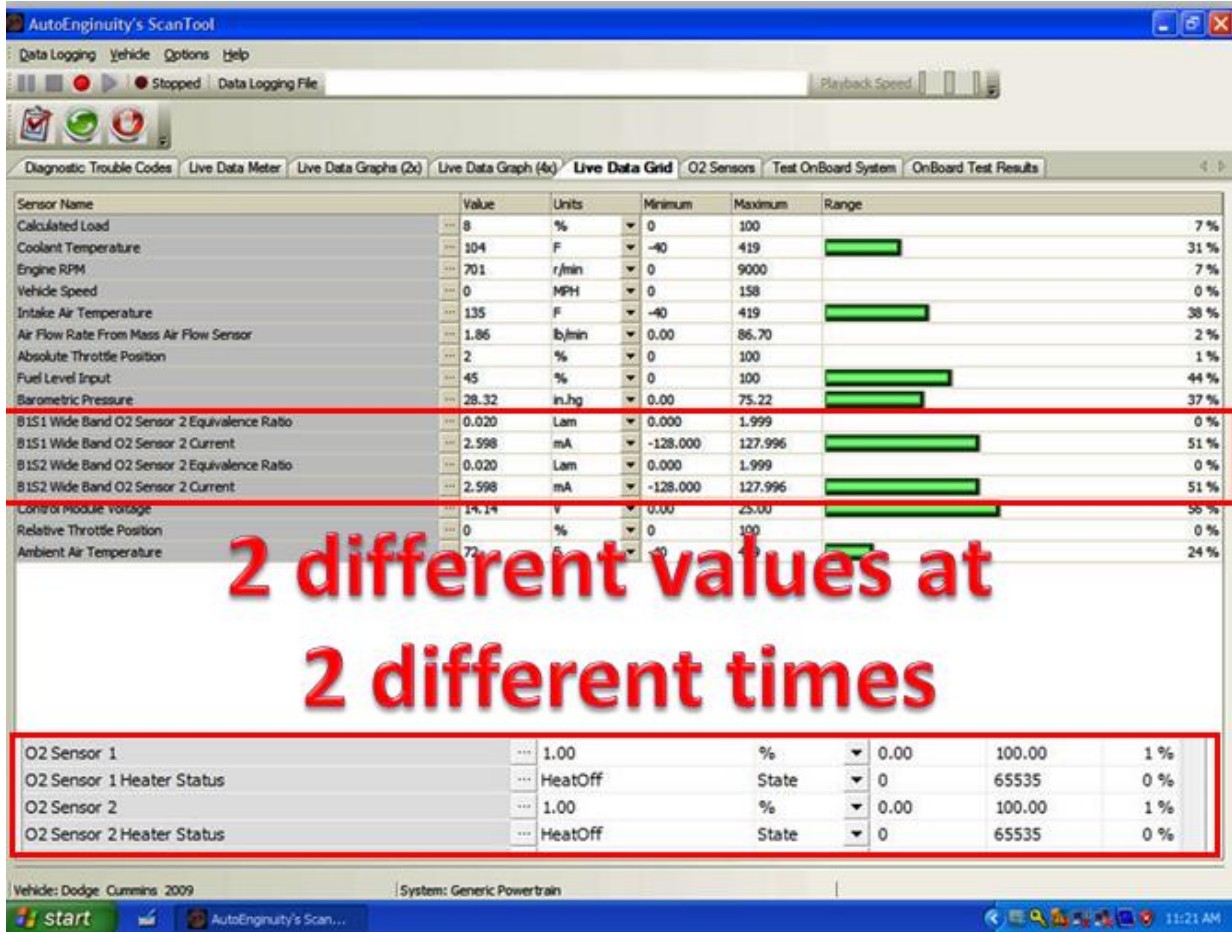 AutoEnginuity's ScanTool
Data Logging Vehicle Options Help
Stopped Data Logging File Playback Speed
Diagnostic Trouble Codes Live Data Meter Live Data Graphs (2x) Live Data Graph (4x) Live Data Grid O2 Sensors Test OnBoard System OnBoard Test Results
Sensor Name Value Units Minimum Maximum Range
Calculated Load ... 8 % 0 100 7 %
Coolant Temperature ... 104 F -40 419 31 %
Engine RPM ... 701 r/min 0 9000 7 %
Vehicle Speed ... 0 MPH 0 158 0 %
Intake Air Temperature ... 135 F -40 419 38 %
Air Flow Rate From Mass Air Flow Sensor ... 1.86 lb/min 0.00 86.70 2 %
Absolute Throttle Position ... 2 % 0 100 1 %
Fuel Level Input ... 45 % 0 100 44 %
Barometric Pressure ... 28.32 in.hg 0.00 75.22 37 %
B1S1 Wide Band O2 Sensor 2 Equivalence Ratio ... 0.020 Lam 0.000 1.999 0 %
B1S1 Wide Band O2 Sensor 2 Current ... 2.598 mA -128.000 127.996 51 %
B1S2 Wide Band O2 Sensor 2 Equivalence Ratio ... 0.020 Lam 0.000 1.999 0 %
B1S2 Wide Band O2 Sensor 2 Current ... 2.598 mA -128.000 127.996 51 %
Control Module Voltage ... 14.14 V 0.00 25.00 56 %
Relative Throttle Position ... 0 % 0 100 0 %
Ambient Air Temperature ... 72 24 %
2 different values at
2 different times
O2 Sensor 1 ... 1.00 % 0.00 100.00 1 %
O2 Sensor 1 Heater Status ... HeatOff State 0 65535 0 %
O2 Sensor 2 ... 1.00 % 0.00 100.00 1 %
O2 Sensor 2 Heater Status ... HeatOff State 0 65535 0 %
Vehicle: Dodge Cummins 2009 System: Generic Powertrain
start AutoEnginuity's Scan... 11:21 AM